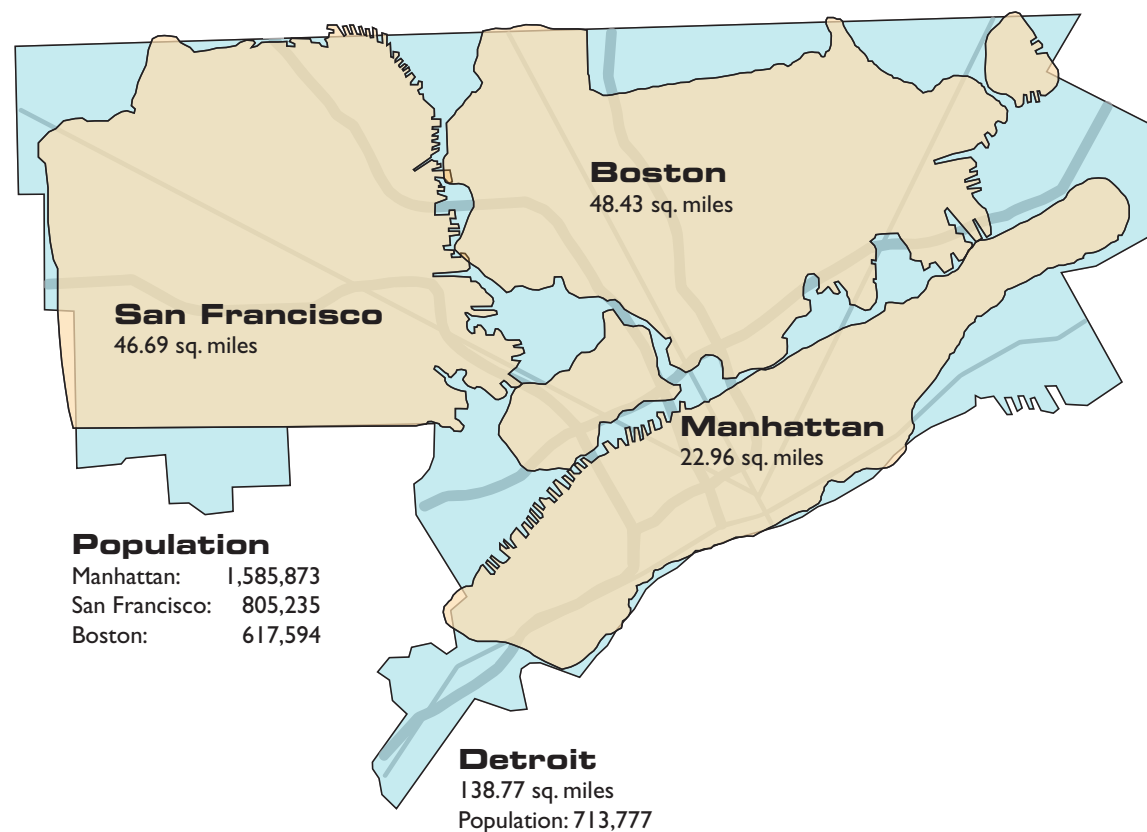 Boston
48.43 sq. miles
San Francisco
46.69 sq. miles
Manhattan
22.96 sq. miles
Population
Manhattan: 1,585,873
San Francisco: 805,235
Boston: 617,594
Detroit
138.77 sq. miles
Population: 713,777